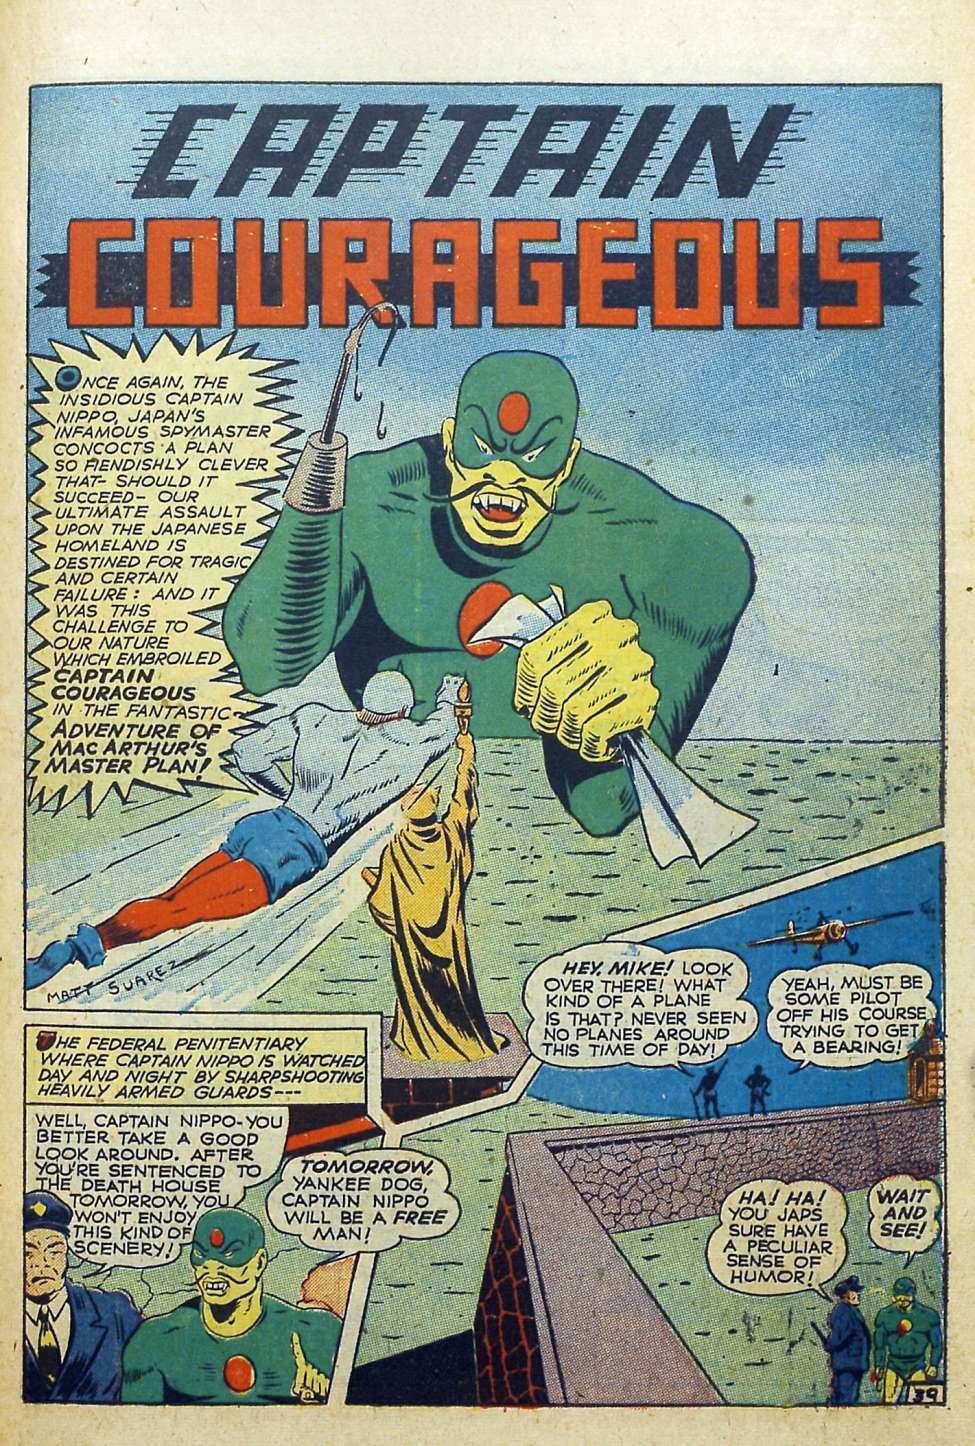 CAPTAIN
COURAGEOUS
ONCE AGAIN, THE
INSIDIOUS CAPTAIN
NIPPO, JAPAN'S
INFAMOUS SPYMASTER
CONCOCTS A PLAN
SO FIENDISHLY CLEVER
THAT- SHOULD IT
SUCCEED- OUR
ULTIMATE ASSAULT
UPON THE JAPANESE
HOMELAND IS
DESTINED FOR TRAGIC
AND CERTAIN
FAILURE: AND IT
WAS THIS
CHALLENGE TO
OUR NATURE
WHICH EMBROILED
CAPTAIN
COURAGEOUS
IN THE FANTASTIC
ADVENTURE OF
MAC ARTHUR'S
MASTER PLAN!
MATT SUAREZ
THE FEDERAL PENITENTIARY
WHERE CAPTAIN NIPPO IS WATCHED
DAY AND NIGHT BY SHARPSHOOTING
HEAVILY ARMED GUARDS---
WELL, CAPTAIN NIPPO-YOU
BETTER TAKE A GOOD
LOOK AROUND. AFTER
YOU'RE SENTENCED TO
THE DEATH HOUSE
TOMORROW, YOU
WON'T ENJOY
THIS KIND OF
SCENERY!
TOMORROW,
YANKEE DOG,
CAPTAIN NIPPO
WILL BE A FREE
MAN!
HEY, MIKE! LOOK
OVER THERE! WHAT
KIND OF A PLANE
IS THAT? NEVER SEEN
NO PLANES AROUND
THIS TIME OF DAY!
YEAH, MUST BE
SOME PILOT
OFF HIS COURSE
TRYING TO GET
A BEARING!
HA! HA!
YOU JAPS
SURE HAVE
A PECULIAR
SENSE OF
HUMOR!
WAIT
AND
SEE!
39